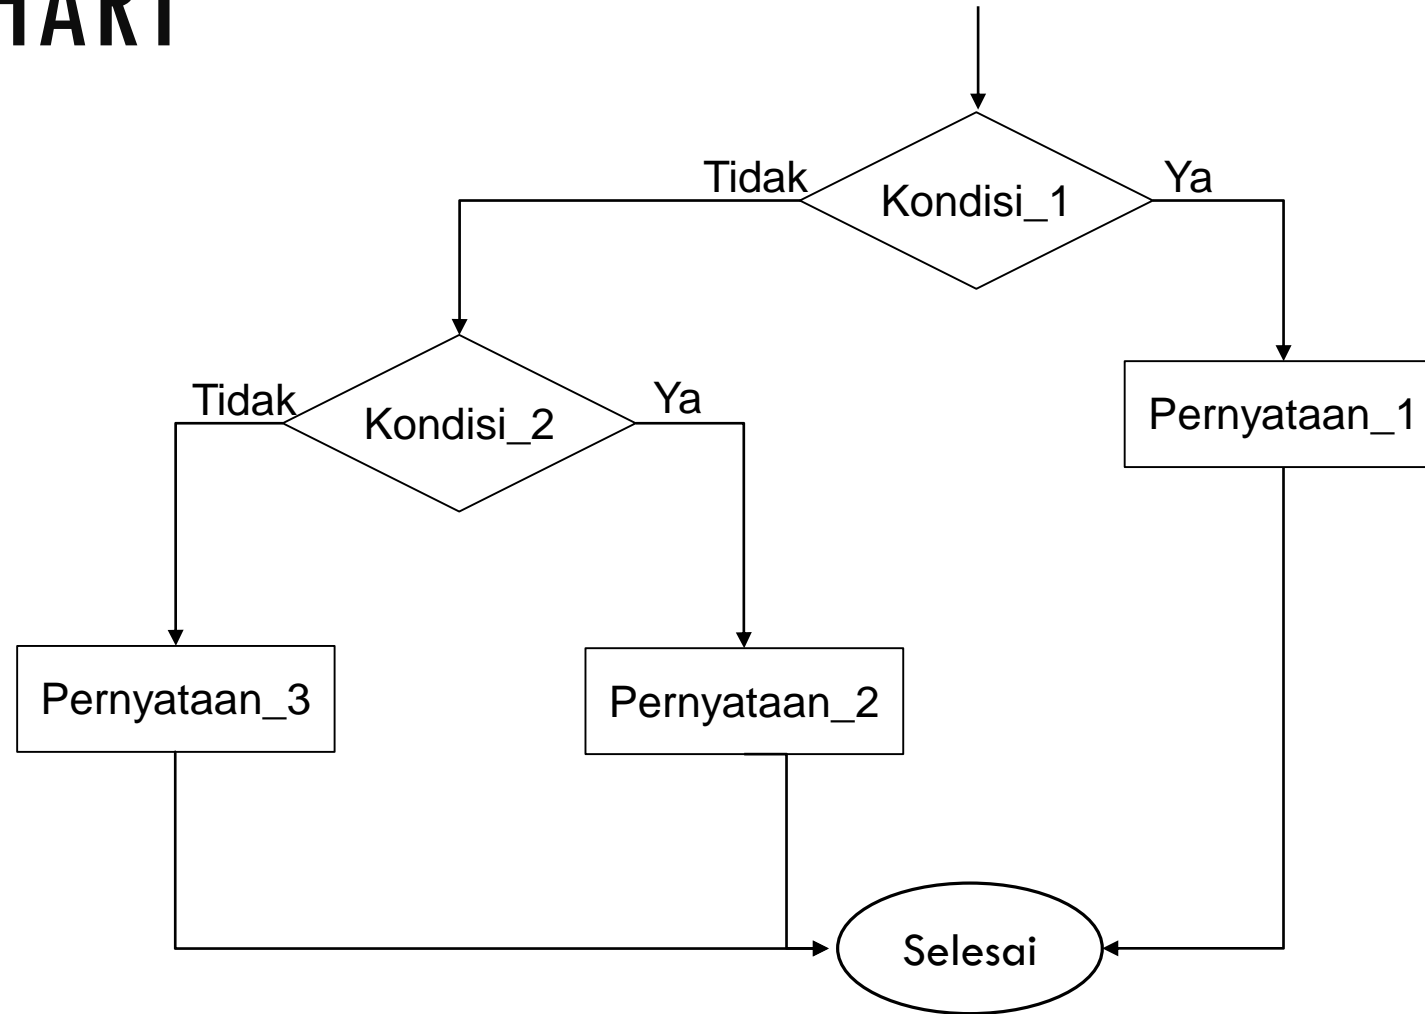 HART
Tidak
Kondisi_1
Ya
Tidak
Kondisi_2
Ya
Pernyataan_1
Pernyataan_3
Pernyataan_2
Selesai